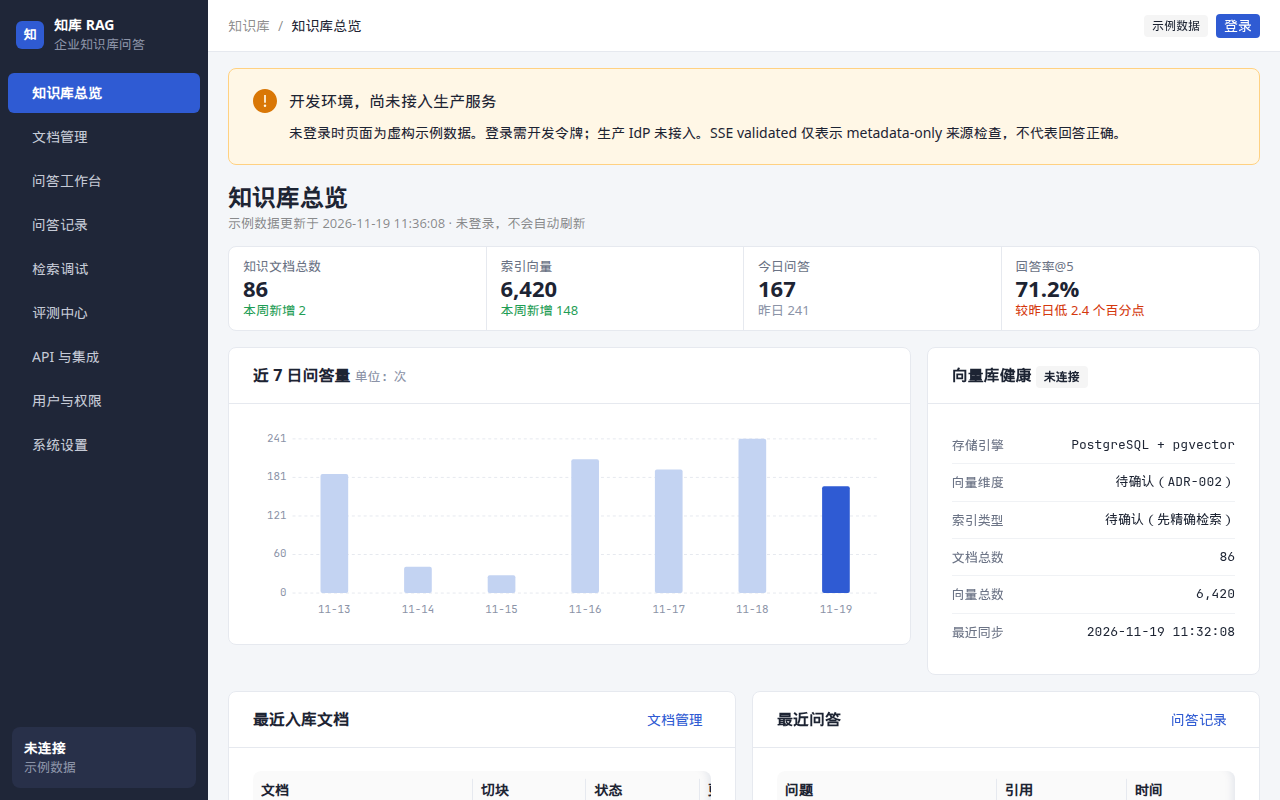 知
知库 RAG
企业知识库问答
知识库总览
文档管理
问答工作台
问答记录
检索调试
评测中心
API 与集成
用户与权限
系统设置
未连接
示例数据
知识库 / 知识库总览
示例数据
登录
!
开发环境，尚未接入生产服务
未登录时页面为虚构示例数据。登录需开发令牌；生产 IdP 未接入。SSE validated 仅表示 metadata-only 来源检查，不代表回答正确。
知识库总览
示例数据更新于 2026-11-19 11:36:08 · 未登录，不会自动刷新
知识文档总数
86
本周新增 2
索引向量
6,420
本周新增 148
今日问答
167
昨日 241
回答率@5
71.2%
较昨日低 2.4 个百分点
近 7 日问答量 单位：次
241
181
121
60
0
11-13 11-14 11-15 11-16 11-17 11-18 11-19
向量库健康 未连接
存储引擎 PostgreSQL + pgvector
向量维度 待确认（ADR-002）
索引类型 待确认（先精确检索）
文档总数 86
向量总数 6,420
最近同步 2026-11-19 11:32:08
最近入库文档 文档管理
文档 切块 状态
最近问答 问答记录
问题 引用 时间